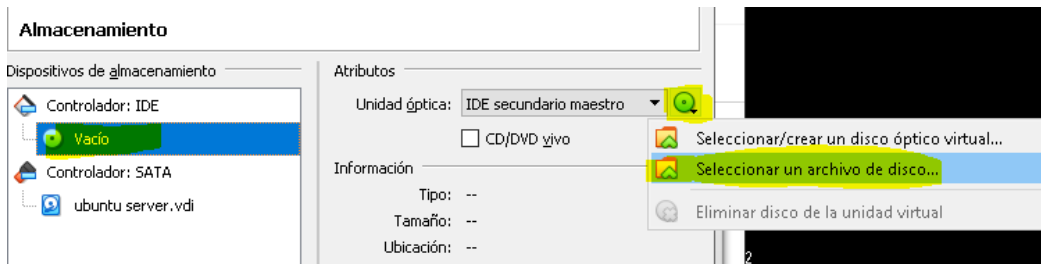 Almacenamiento
Dispositivos de almacenamiento
Controlador: IDE
Vacío
Controlador: SATA
ubuntu server.vdi
Atributos
Unidad óptica: IDE secundario maestro
CD/DVD vivo
Información
Tipo: --
Tamaño: --
Ubicación: --
Seleccionar/crear un disco óptico virtual...
Seleccionar un archivo de disco...
Eliminar disco de la unidad virtual
2